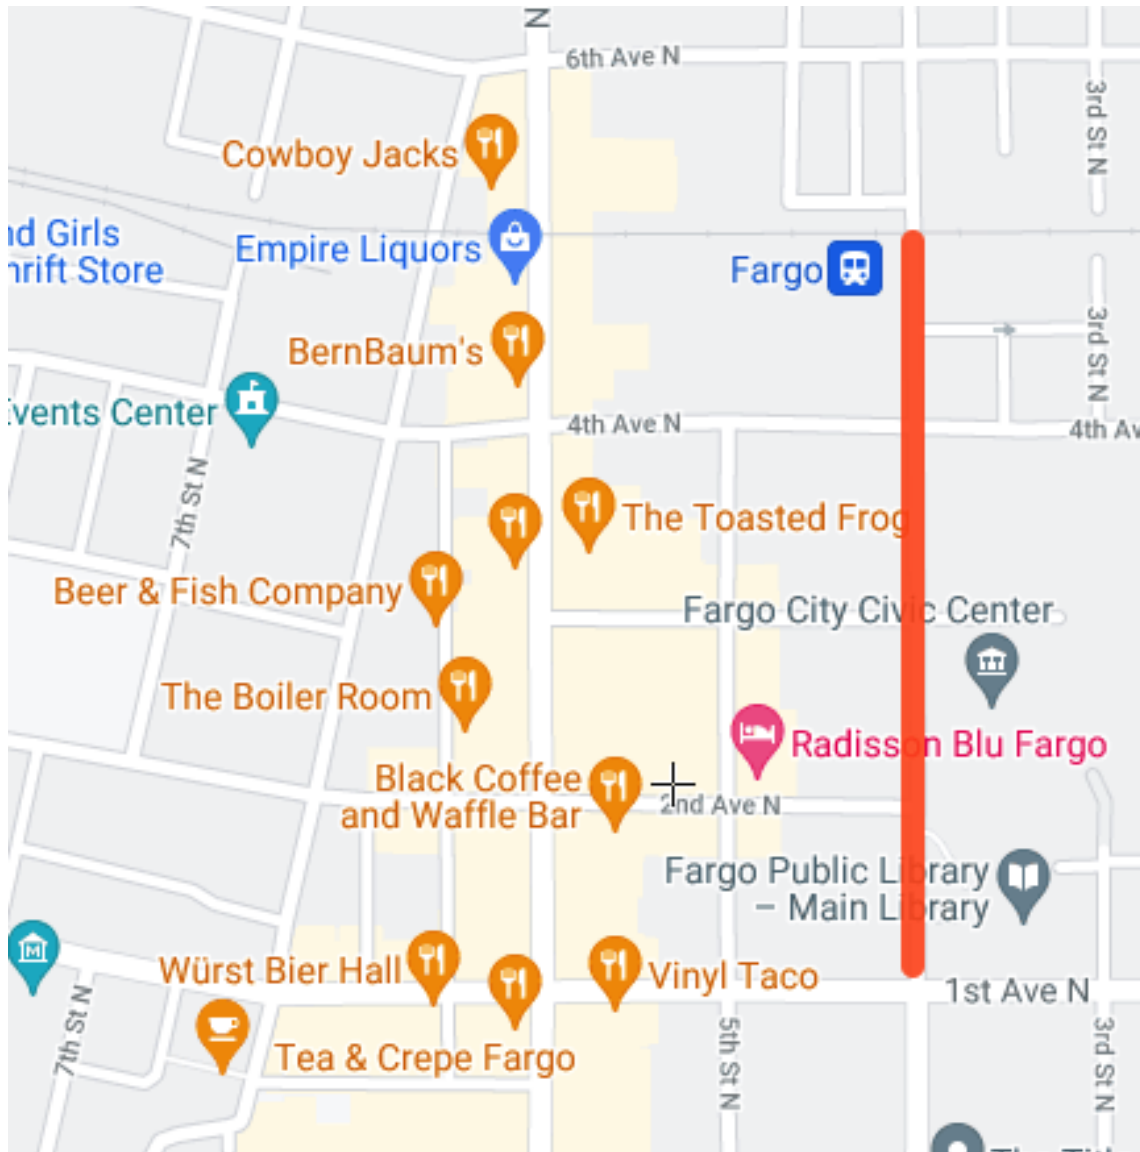 N
6th Ave N
3rd St N
Cowboy Jacks
nd Girls
hrift Store
Empire Liquors
Fargo
3rd St N
BernBaum's
Events Center
4th Ave N
4th Av
7th St N
The Toasted Frog
Beer & Fish Company
Fargo City Civic Center
The Boiler Room
Radisson Blu Fargo
Black Coffee
and Waffle Bar
2nd Ave N
Fargo Public Library
– Main Library
M
Würst Bier Hall
Vinyl Taco
1st Ave N
7th St N
Tea & Crepe Fargo
5th St N
3rd St N